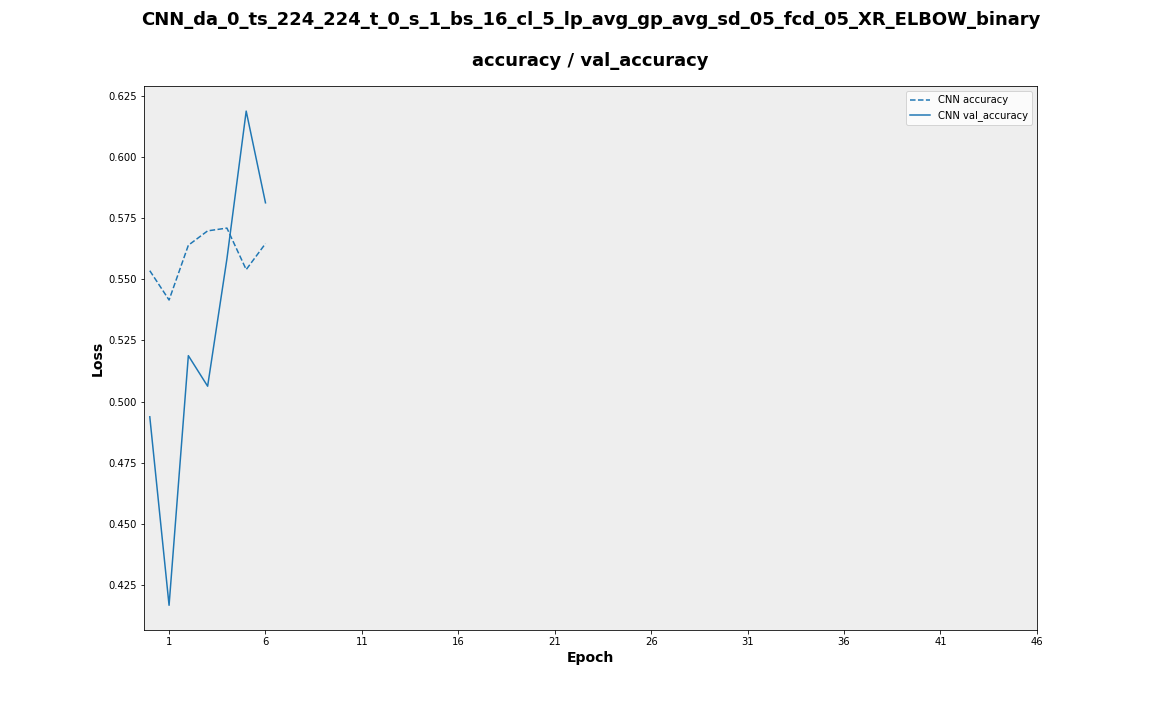 CNN_da_0_ts_224_224_t_0_s_1_bs_16_cl_5_lp_avg_gp_avg_sd_05_fcd_05_XR_ELBOW_binary
accuracy / val_accuracy
CNN accuracy
CNN val_accuracy
0.625
0.600
0.575
0.550
0.525
0.500
0.475
0.450
0.425
Loss
1 6 11 16 21 26 31 36 41 46
Epoch